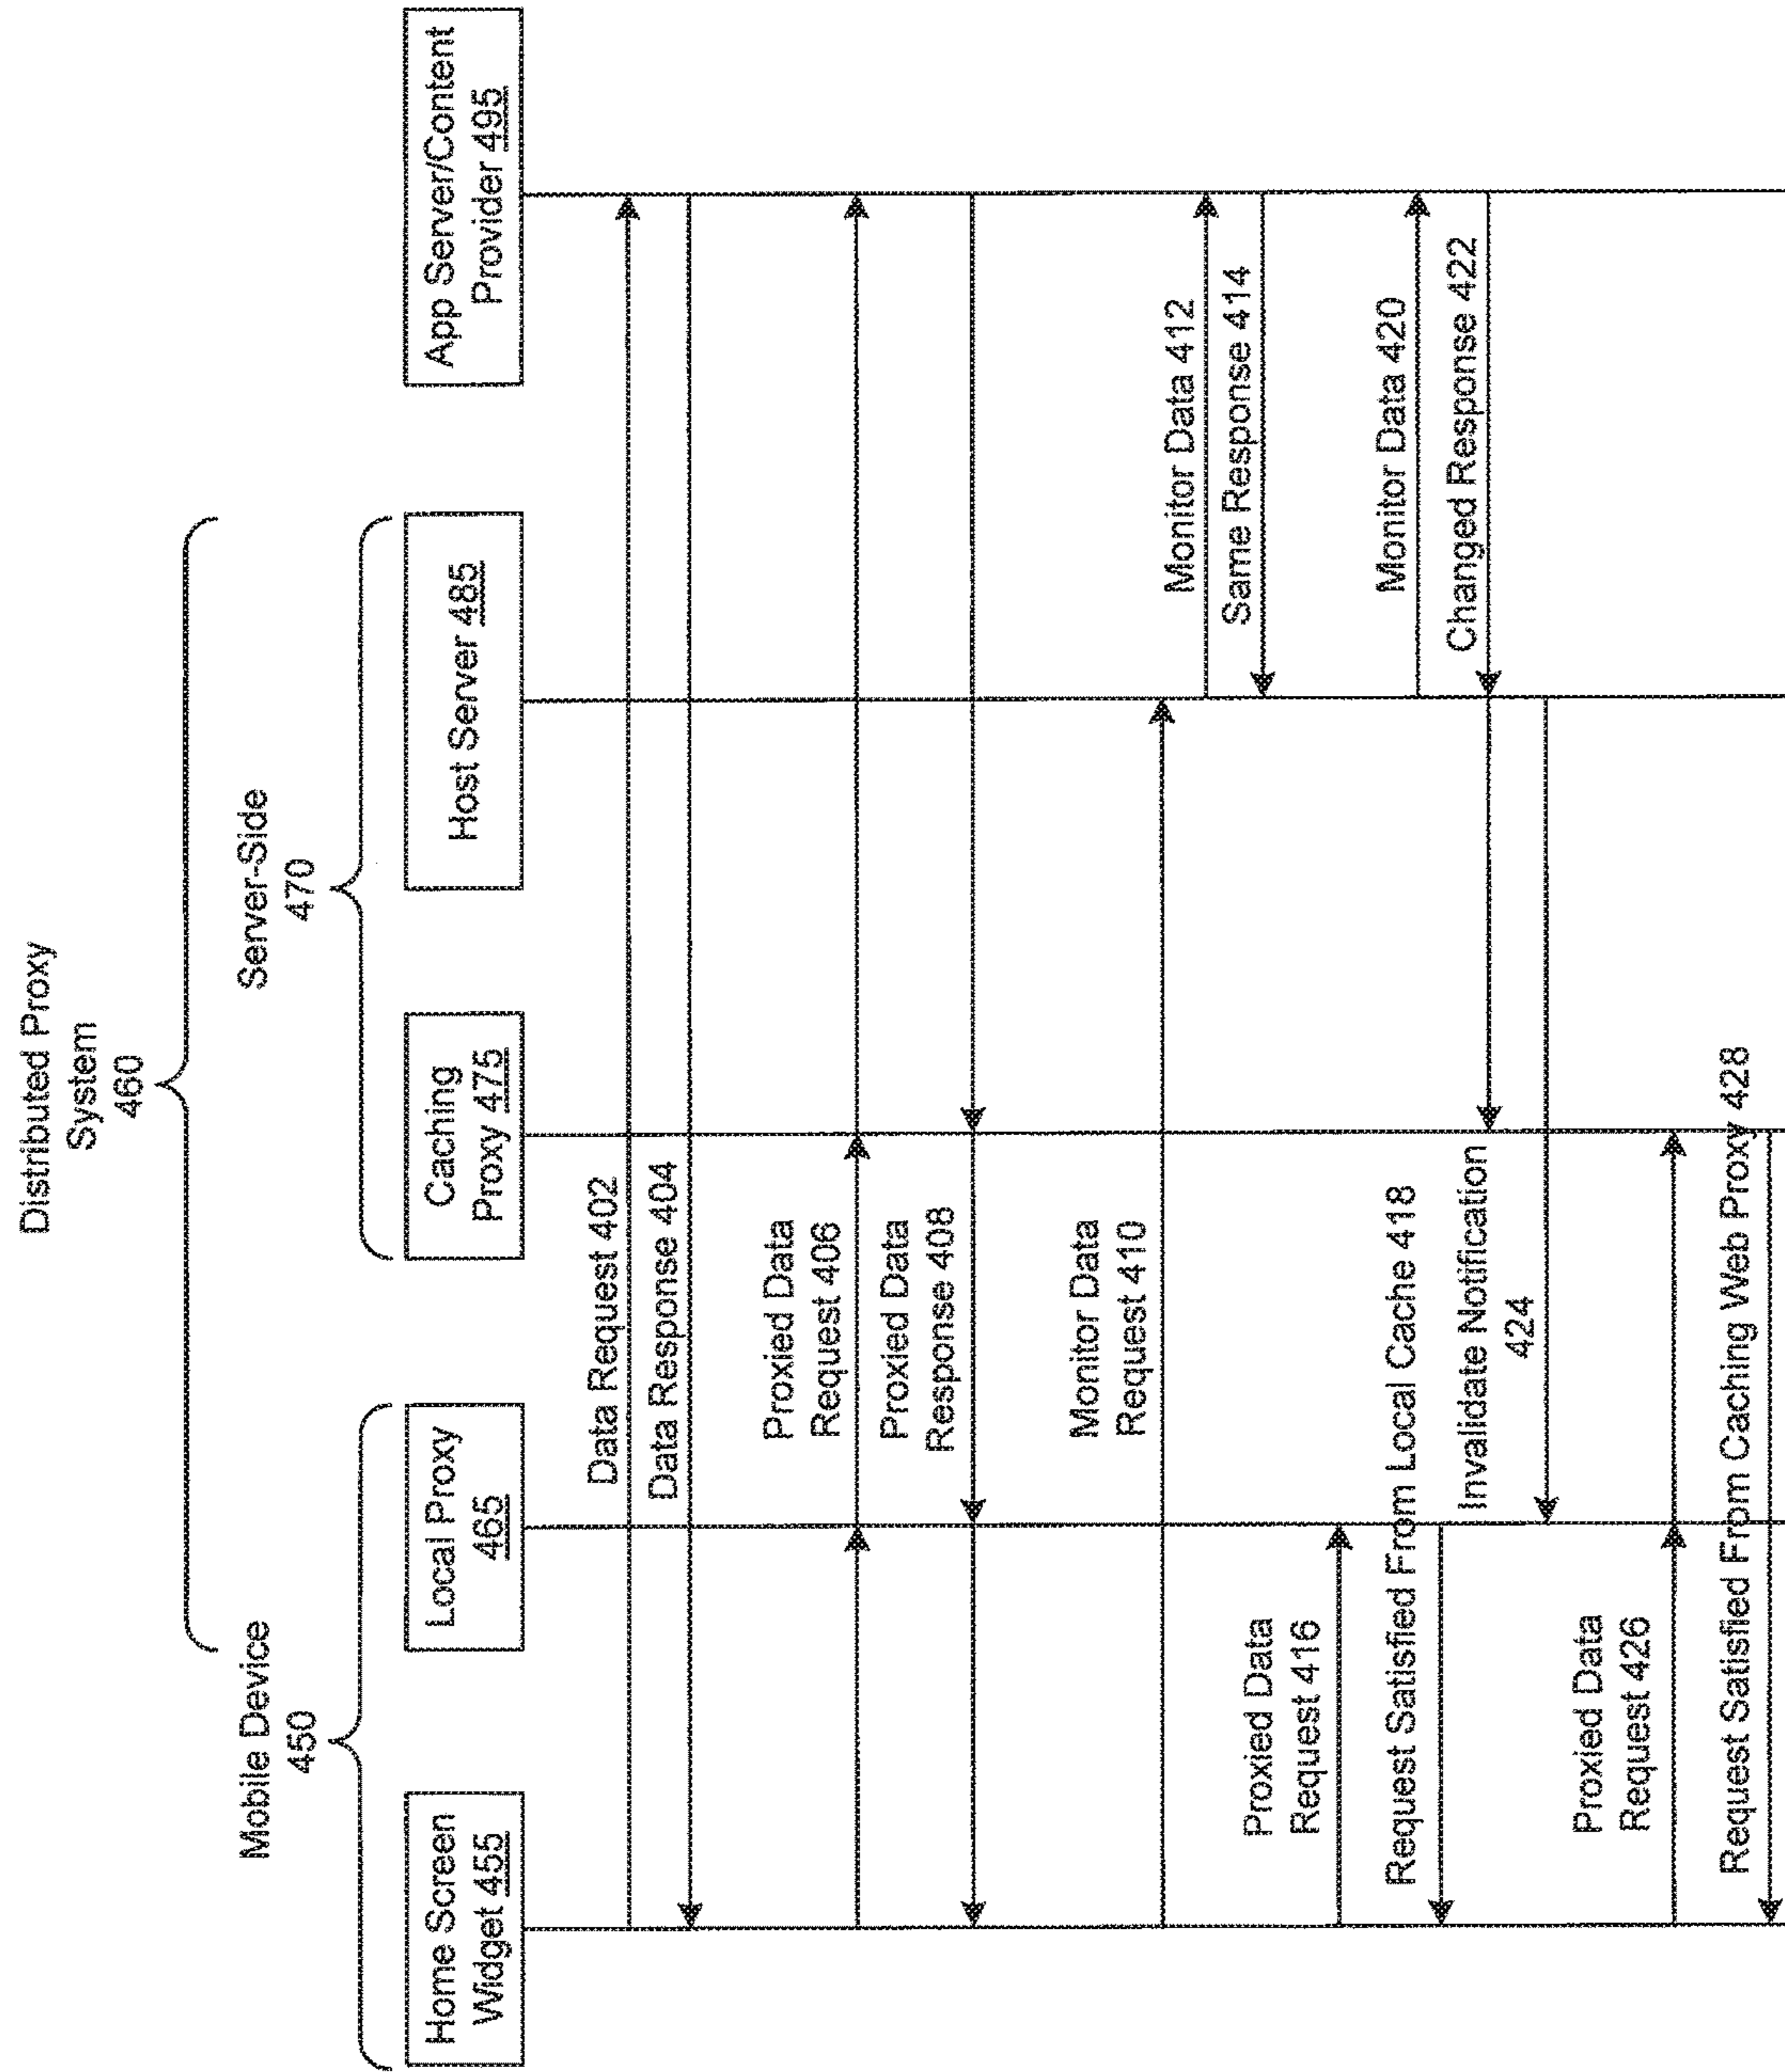 Distributed Proxy
System
460
Mobile Device
450
Server-Side
470
Home Screen
Widget 455
Local Proxy
465
Caching
Proxy 475
Host Server 485
App Server/Content
Provider 495
Data Request 402
Data Response 404
Proxied Data
Request 406
Proxied Data
Response 408
Monitor Data
Request 410
Monitor Data 412
Same Response 414
Proxied Data
Request 416
Request Satisfied From Local Cache 418
Monitor Data 420
Changed Response 422
Invalidate Notification
424
Proxied Data
Request 426
Request Satisfied From Caching Web Proxy 428